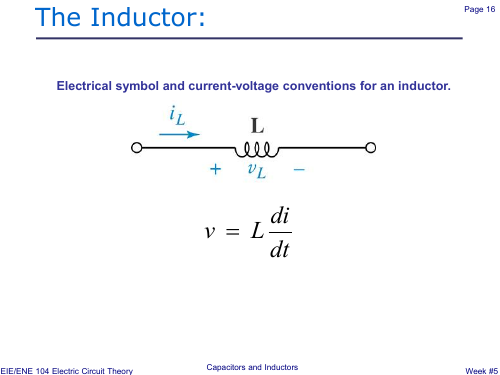 The Inductor:
Page 16
Electrical symbol and current-voltage conventions for an inductor.
i_L
L
+ v_L −
v = L di/dt
EIE/ENE 104 Electric Circuit Theory
Capacitors and Inductors
Week #5